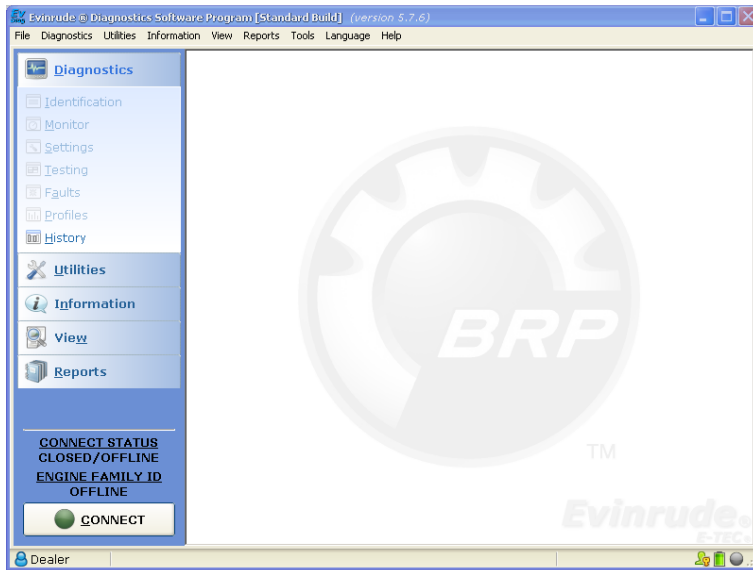 Evinrude ® Diagnostics Software Program [Standard Build] (version 5.7.6)
File Diagnostics Utilities Information View Reports Tools Language Help
Diagnostics
Identification
Monitor
Settings
Testing
Faults
Profiles
History
Utilities
Information
View
Reports
BRP
TM
CONNECT STATUS
CLOSED/OFFLINE
ENGINE FAMILY ID
OFFLINE
CONNECT
Evinrude®
E-TEC®
Dealer